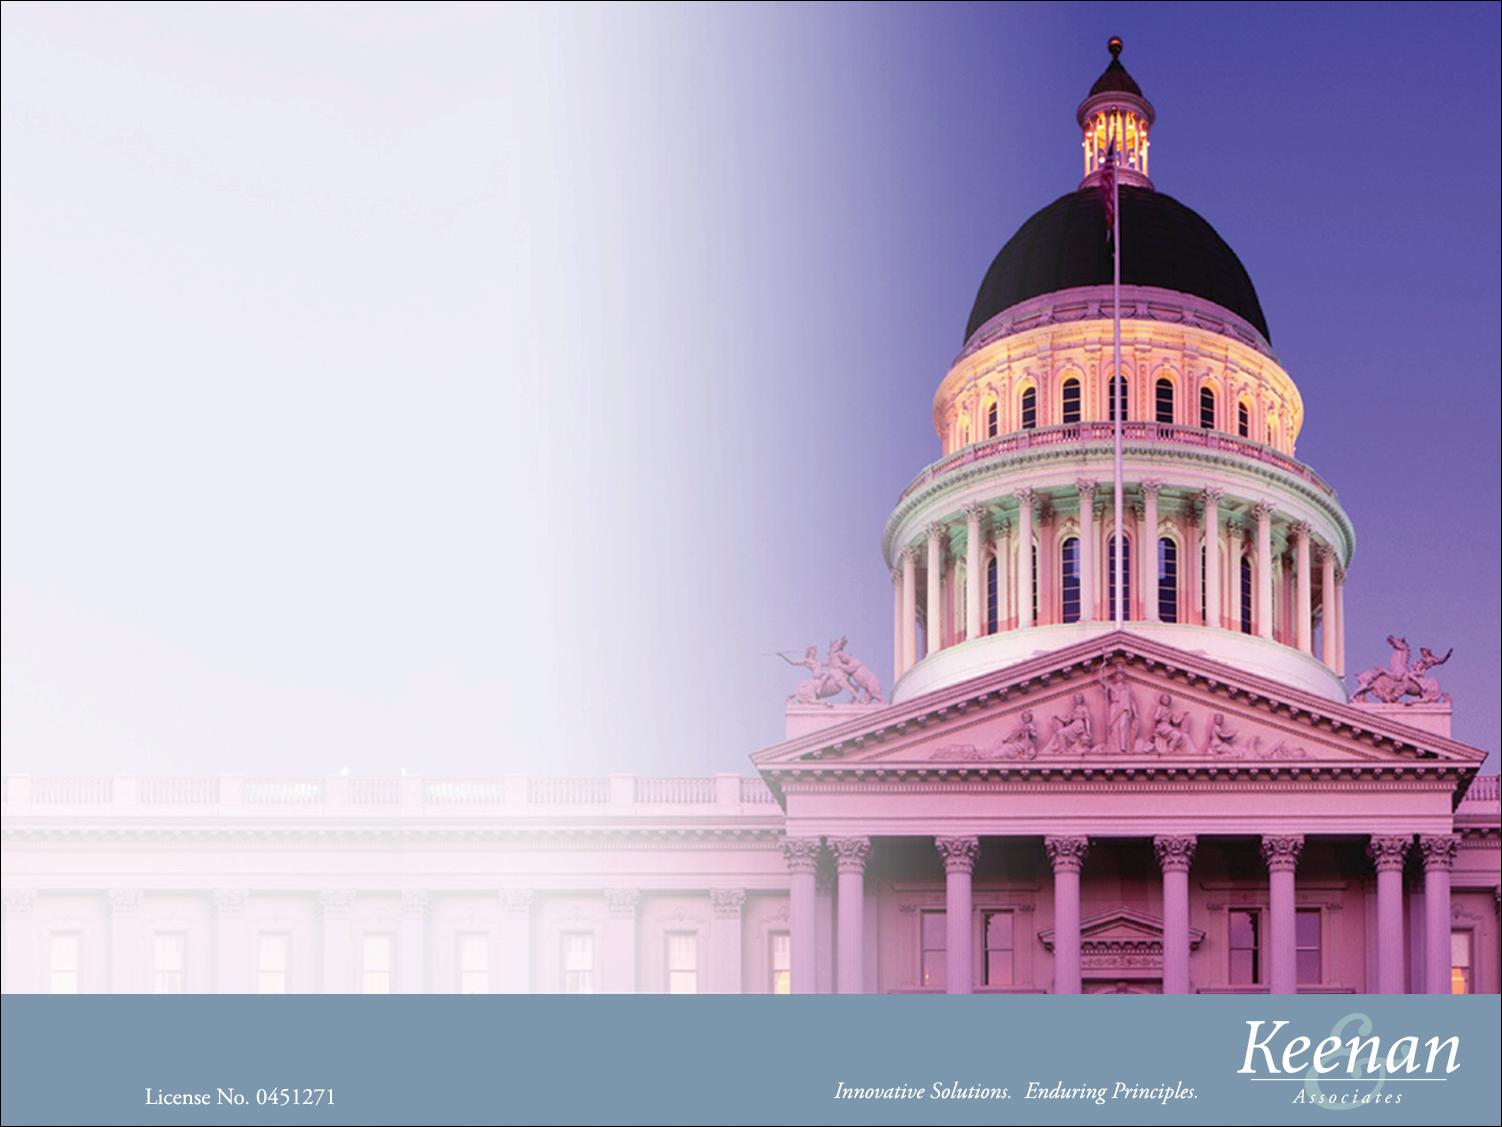 License No. 0451271
Innovative Solutions. Enduring Principles.
Keenan
&
Associates